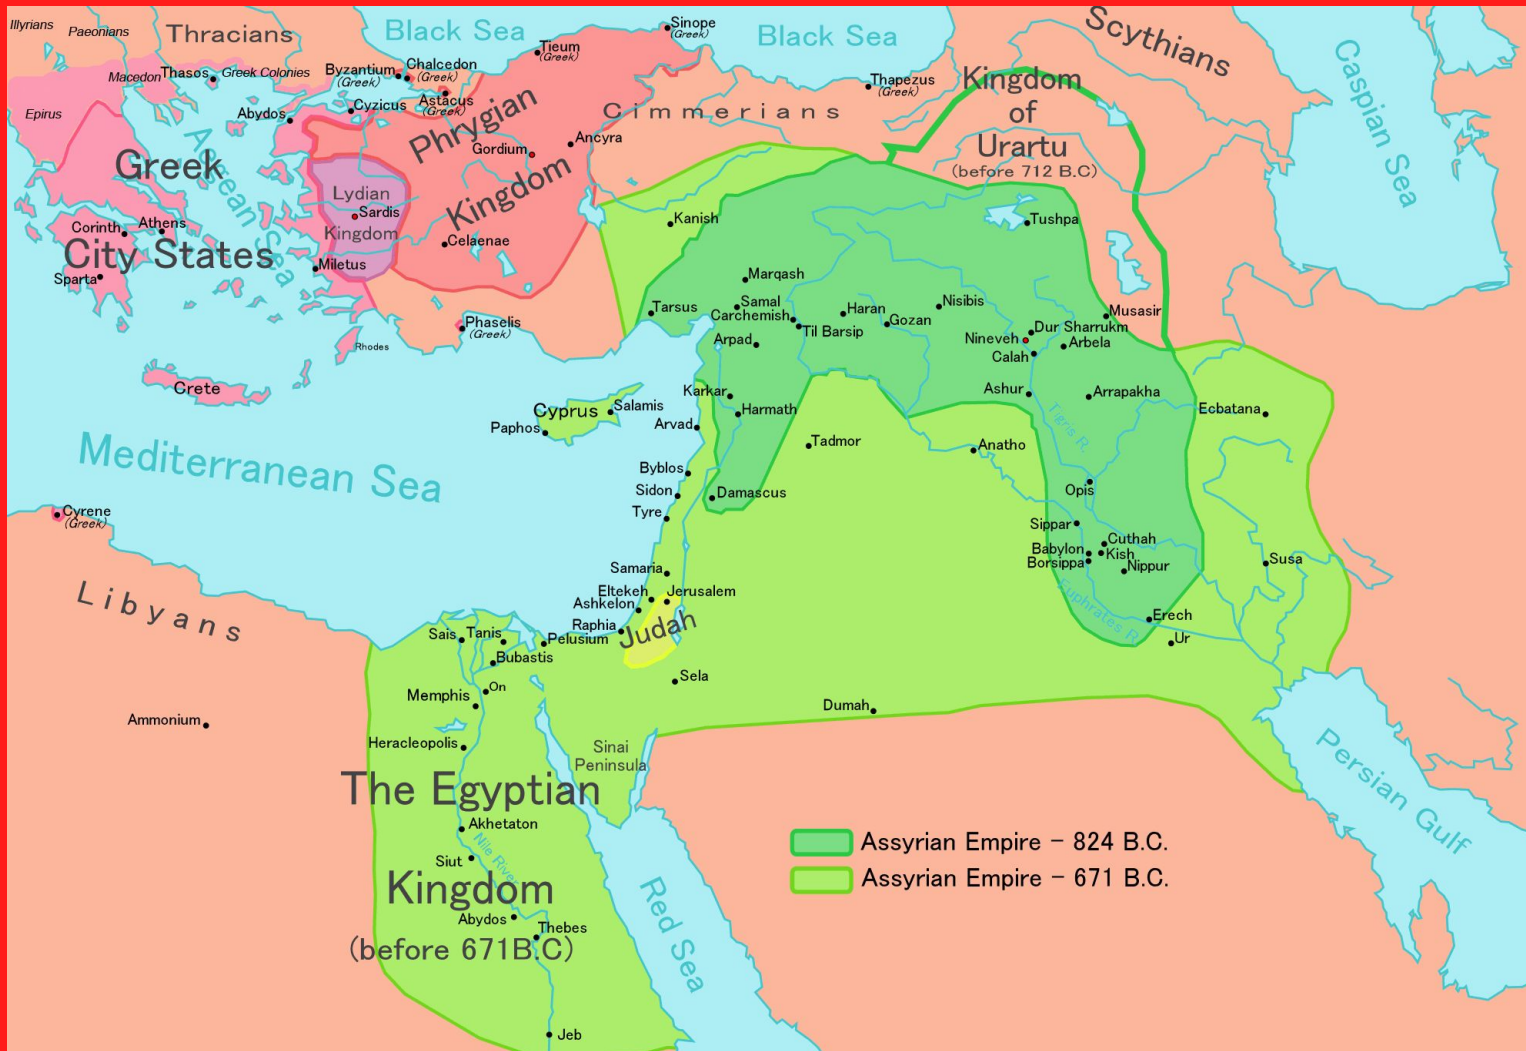 Illyrians
Paeonians
Thracians
Black Sea
Sinope
(Greek)
Black Sea
Scythians
Caspian Sea
Macedon
Thasos
Greek Colonies
Byzantium
(Greek)
Chalcedon
(Greek)
Tieum
(Greek)
Thapezus
(Greek)
Kingdom
of
Urartu
(before 712 B.C)
Epirus
Abydos
Cyzicus
Astacus
(Greek)
Phrygian
Kingdom
Cimmerians
Ancyra
Gordium
Greek
City States
Aegean Sea
Lydian
Kingdom
Sardis
Celaenae
Miletus
Corinth
Athens
Sparta
Kanish
Tushpa
Marqash
Tarsus
Samal
Carchemish
Til Barsip
Haran
Gozan
Nisibis
Musasir
Dur Sharrukm
Nineveh
Arbela
Calah
Arpad
Phaselis
(Greek)
Rhodes
Crete
Cyprus
Salamis
Paphos
Karkar
Harmath
Arvad
Ashur
Arrapakha
Ecbatana
Tigris R.
Tadmor
Anatho
Mediterranean Sea
Byblos
Sidon
Damascus
Tyre
Opis
Sippar
Cuthah
Babylon
Kish
Borsippa
Nippur
Susa
Euphrates R.
Erech
Ur
Cyrene
(Greek)
Libyans
Samaria
Eltekeh
Jerusalem
Ashkelon
Raphia
Judah
Sais
Tanis
Pelusium
Bubastis
Sela
On
Memphis
Dumah
Ammonium
Heracleopolis
Sinai
Peninsula
The Egyptian
Kingdom
(before 671B.C)
Akhetaton
Nile River
Siut
Abydos
Thebes
Jeb
Red Sea
Persian Gulf
Assyrian Empire - 824 B.C.
Assyrian Empire - 671 B.C.